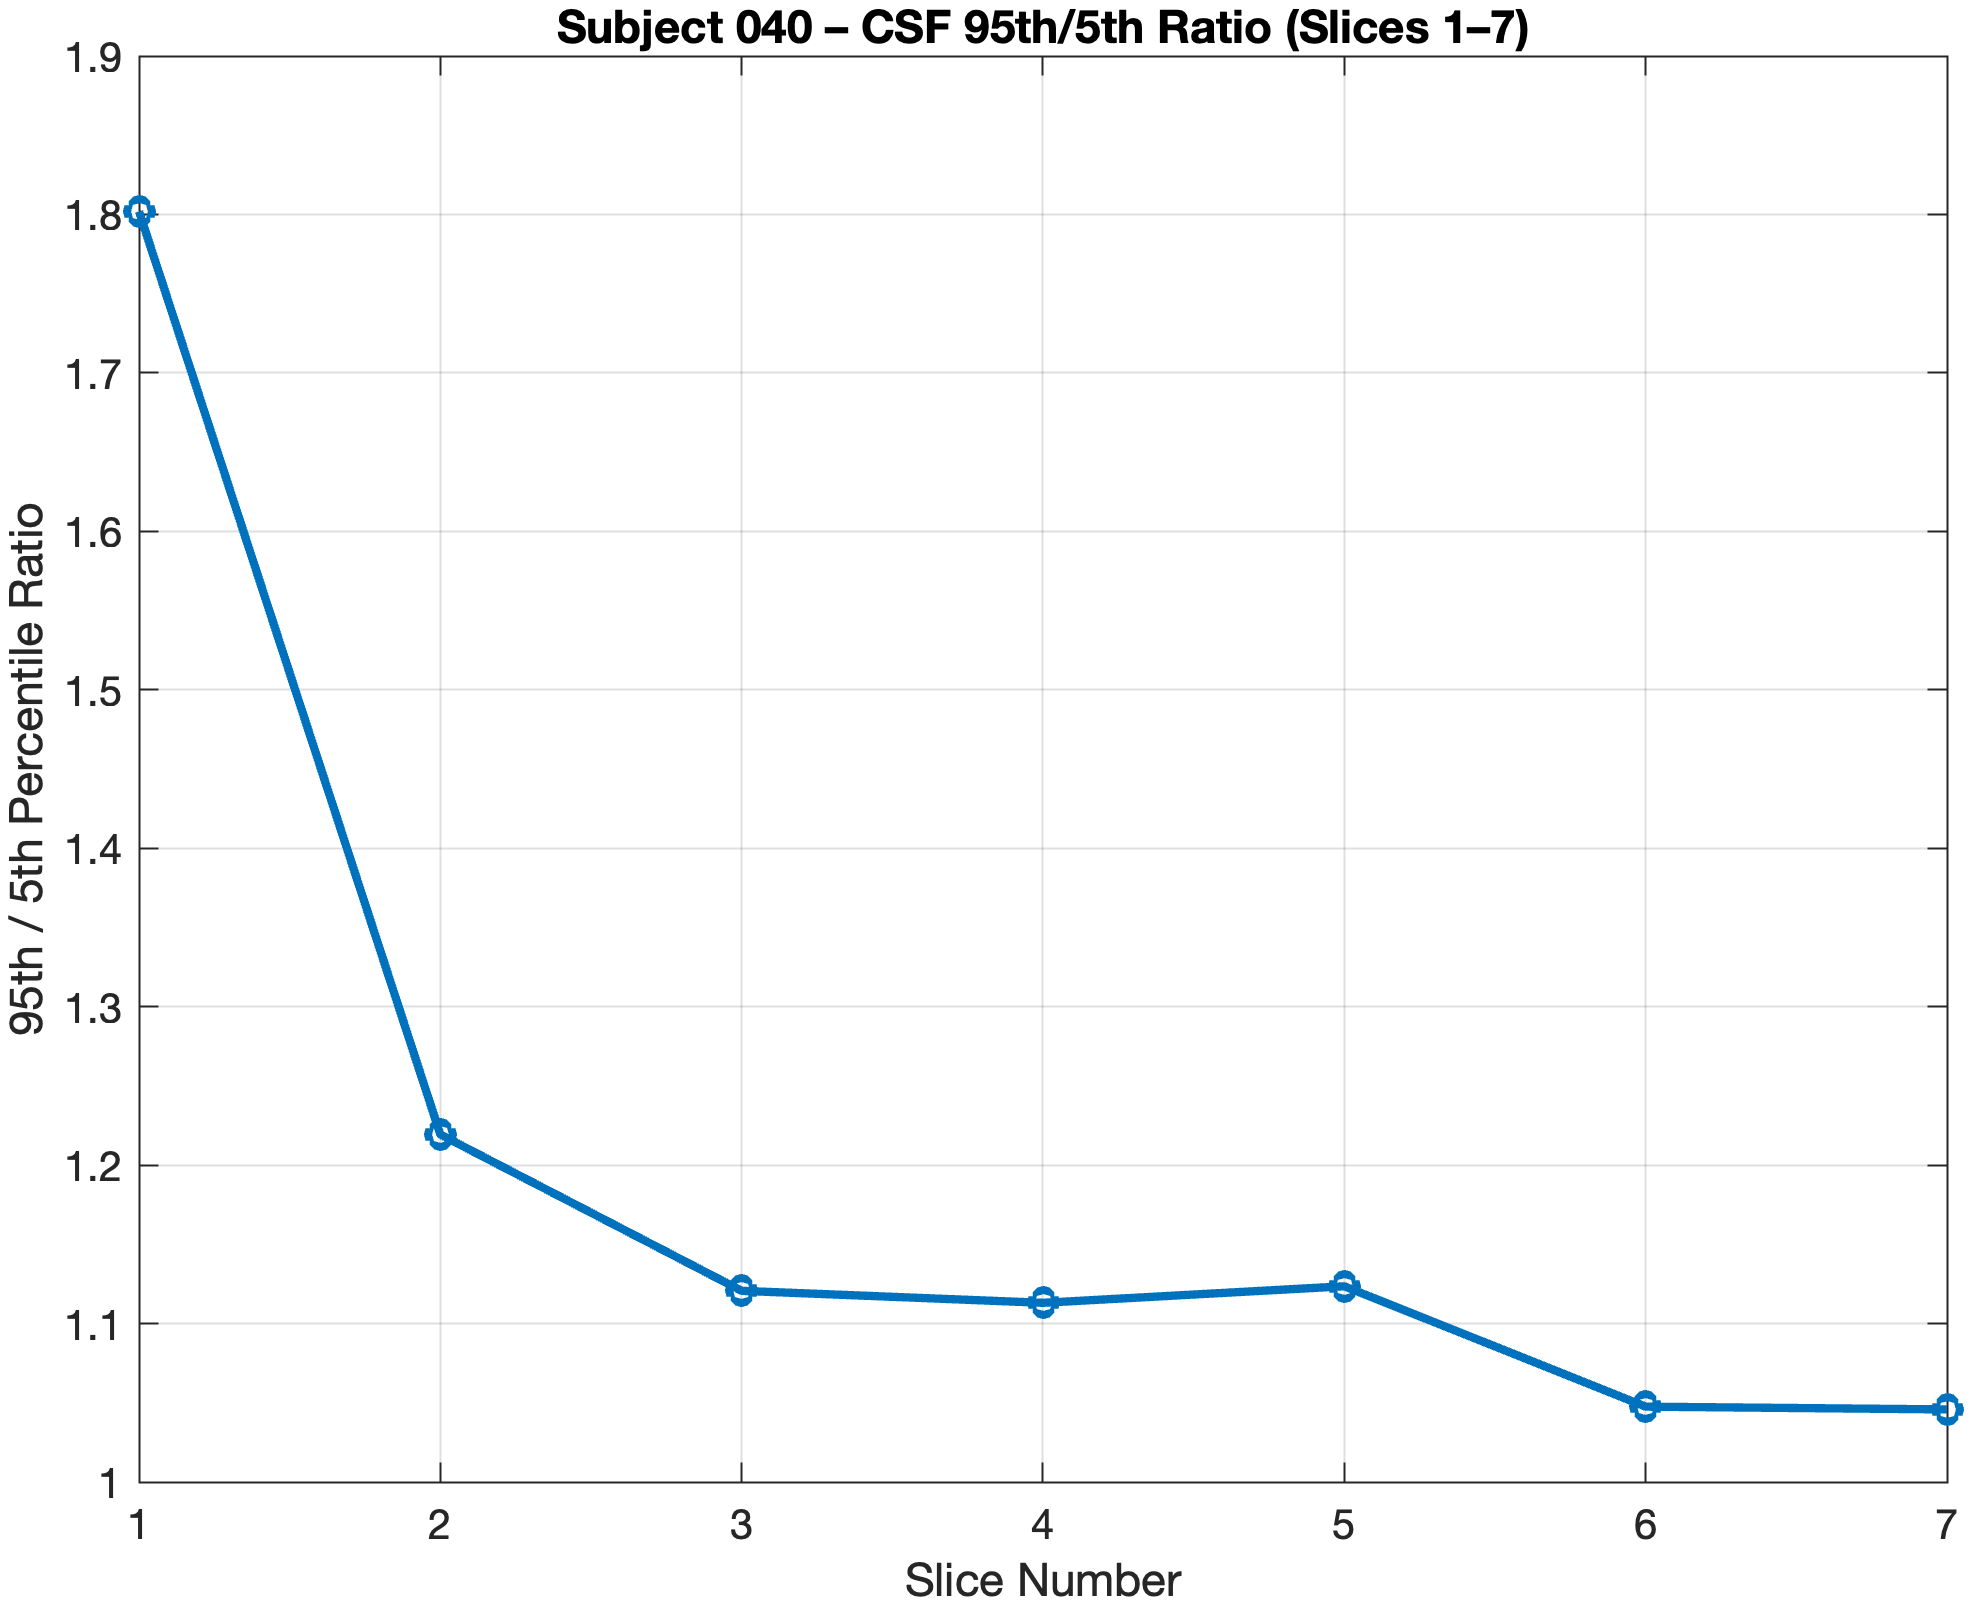 Subject 040 – CSF 95th/5th Ratio (Slices 1–7)
1.9
1.8
1.7
1.6
1.5
1.4
1.3
1.2
1.1
1
95th / 5th Percentile Ratio
1 2 3 4 5 6 7
Slice Number